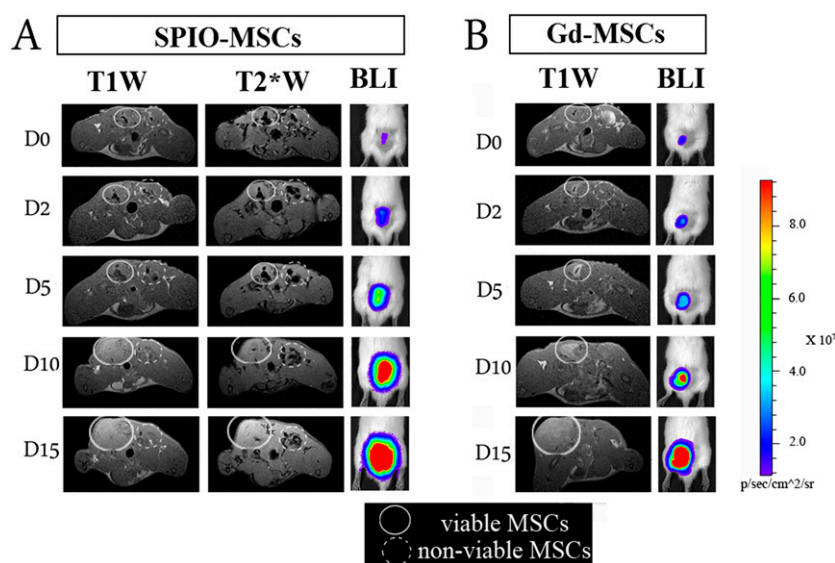 A
SPIO-MSCs
T1W
T2*W
BLI
D0
D2
D5
D10
D15
B
Gd-MSCs
T1W
BLI
D0
D2
D5
D10
D15
8.0
6.0
X 10⁷
4.0
2.0
p/sec/cm^2/sr
viable MSCs
non-viable MSCs